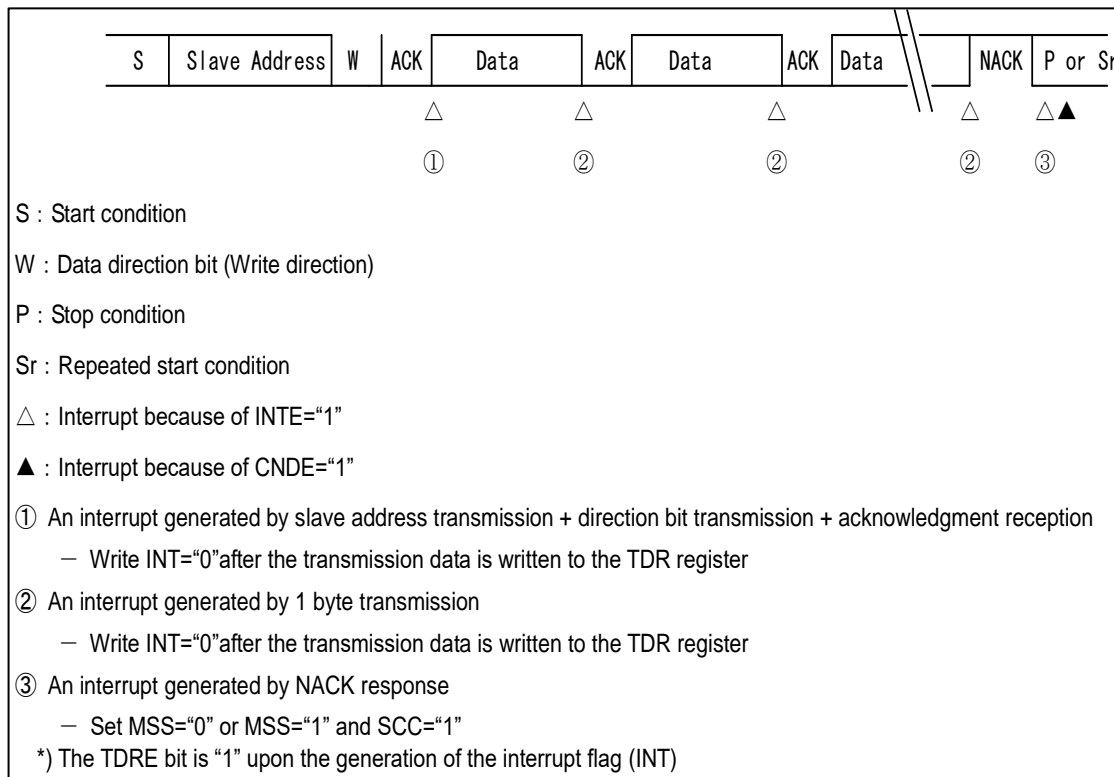 S Slave Address W ACK Data ACK Data ACK Data NACK P or Sr
△ △ △ △ △▲
① ② ② ② ③
S : Start condition
W : Data direction bit (Write direction)
P : Stop condition
Sr : Repeated start condition
△ : Interrupt because of INTE=“1”
▲ : Interrupt because of CNDE=“1”
① An interrupt generated by slave address transmission + direction bit transmission + acknowledgment reception
— Write INT=“0”after the transmission data is written to the TDR register
② An interrupt generated by 1 byte transmission
— Write INT=“0”after the transmission data is written to the TDR register
③ An interrupt generated by NACK response
— Set MSS=“0” or MSS=“1” and SCC=“1”
*) The TDRE bit is “1” upon the generation of the interrupt flag (INT)